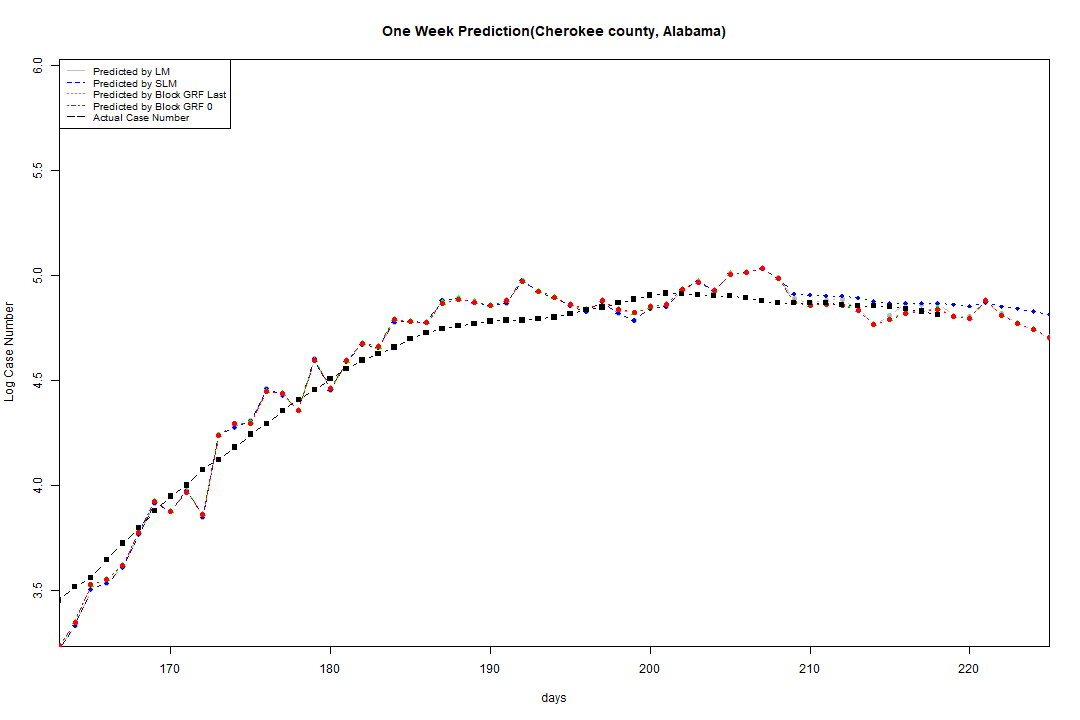 One Week Prediction(Cherokee county, Alabama)
Predicted by LM
Predicted by SLM
Predicted by Block GRF Last
Predicted by Block GRF 0
Actual Case Number
6.0
5.5
5.0
4.5
4.0
3.5
Log Case Number
170 180 190 200 210 220
days